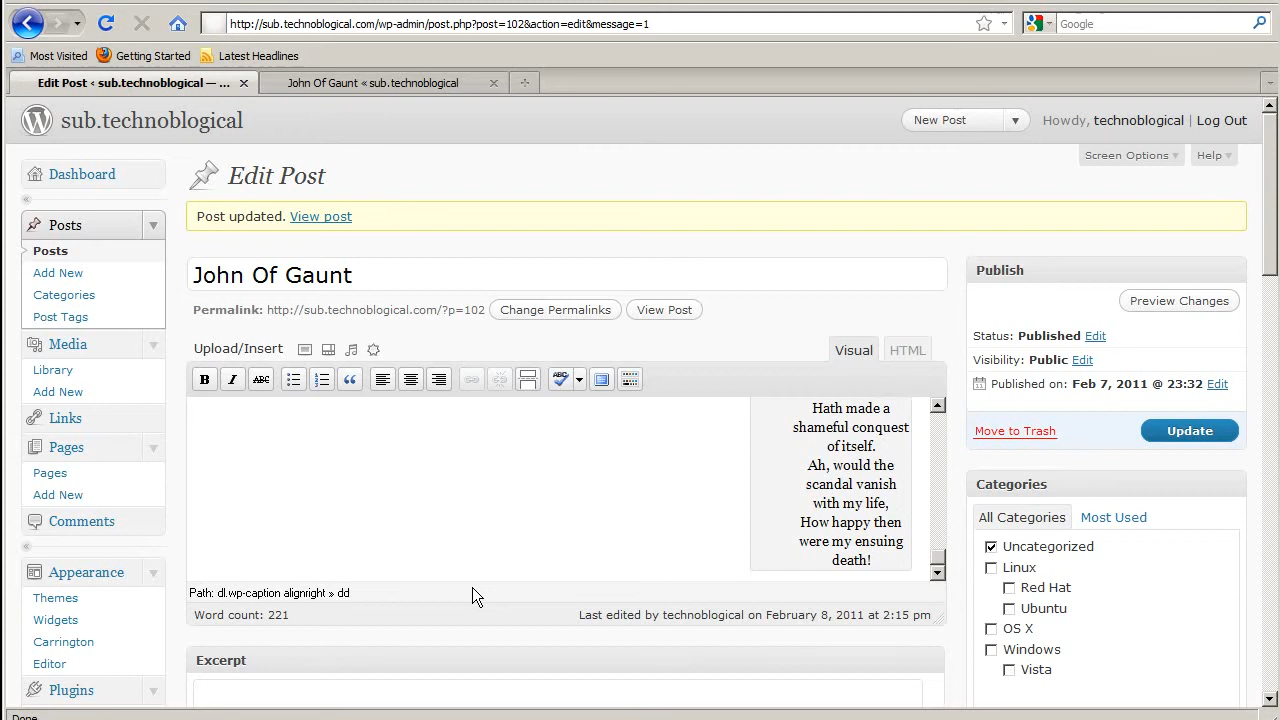 http://sub.technoblogical.com/wp-admin/post.php?post=102&action=edit&message=1
Google
Most Visited
Getting Started
Latest Headlines
Edit Post ‹ sub.technoblogical — ...
John Of Gaunt « sub.technoblogical
sub.technoblogical
New Post
Howdy, technoblogical | Log Out
Screen Options
Help
Dashboard
Edit Post
Post updated. View post
Posts
Posts
Add New
Categories
Post Tags
John Of Gaunt
Permalink: http://sub.technoblogical.com/?p=102
Change Permalinks
View Post
Upload/Insert
Visual
HTML
B I ABC
ABC
Hath made a
shameful conquest
of itself.
Ah, would the
scandal vanish
with my life,
How happy then
were my ensuing
death!
Path: dl.wp-caption alignright » dd
Word count: 221
Last edited by technoblogical on February 8, 2011 at 2:15 pm
Excerpt
Media
Library
Add New
Links
Pages
Pages
Add New
Comments
Appearance
Themes
Widgets
Carrington
Editor
Plugins
Publish
Preview Changes
Status: Published Edit
Visibility: Public Edit
Published on: Feb 7, 2011 @ 23:32 Edit
Move to Trash
Update
Categories
All Categories
Most Used
Uncategorized
Linux
Red Hat
Ubuntu
OS X
Windows
Vista
Done